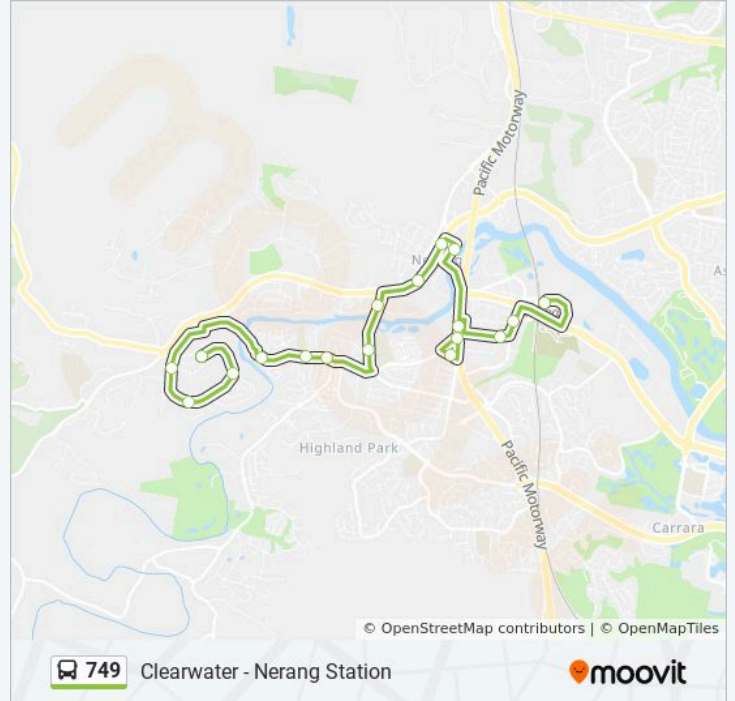 Pacific Motorway
Highland Park
Pacific Motorway
Carrara
© OpenStreetMap contributors | © OpenMapTiles
749 Clearwater - Nerang Station
moovit